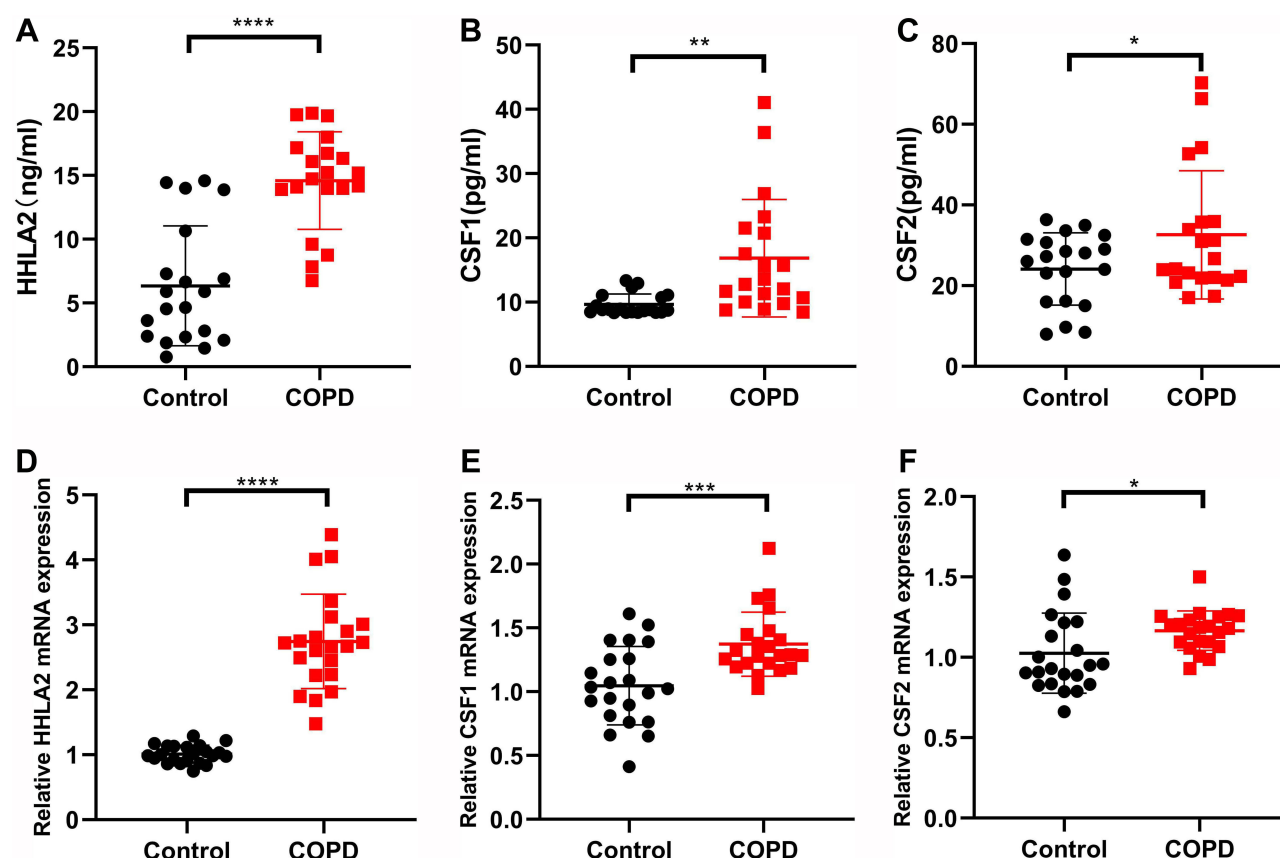 A
****
HHLA2（ng/ml）
25
20
15
10
5
0
Control
COPD
B
**
CSF1(pg/ml)
50
40
30
20
10
0
Control
COPD
C
*
CSF2(pg/ml)
80
60
40
20
0
Control
COPD
D
****
Relative HHLA2 mRNA expression
5
4
3
2
1
0
Control
COPD
E
***
Relative CSF1 mRNA expression
2.5
2.0
1.5
1.0
0.5
0.0
Control
COPD
F
*
Relative CSF2 mRNA expression
2.0
1.5
1.0
0.5
0.0
Control
COPD